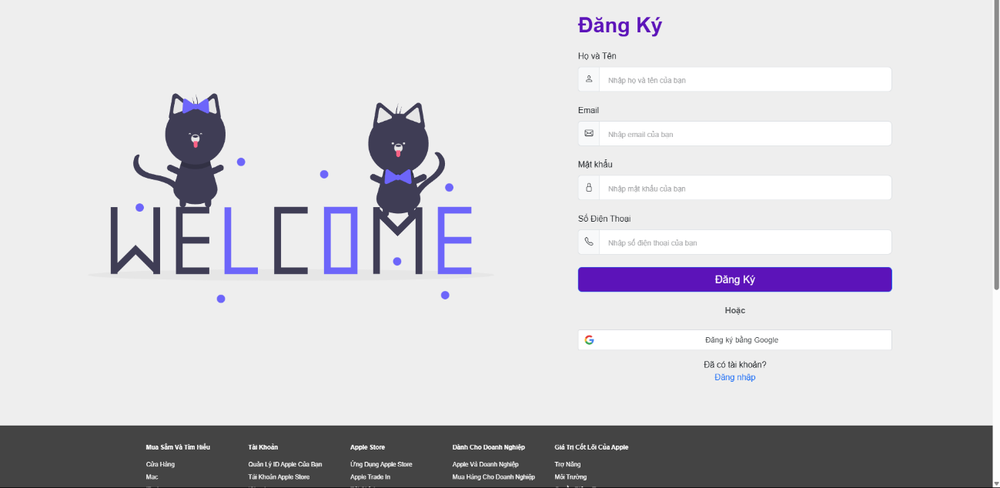 WELCOME
Đăng Ký
Họ và Tên
Nhập họ và tên của bạn
Email
Nhập email của bạn
Mật khẩu
Nhập mật khẩu của bạn
Số Điện Thoại
Nhập số điện thoại của bạn
Đăng Ký
Hoặc
Đăng ký bằng Google
Đã có tài khoản?
Đăng nhập
Mua Sắm Và Tìm Hiểu
Cửa Hàng
Mac
Tài Khoản
Quản Lý ID Apple Của Bạn
Tài Khoản Apple Store
Apple Store
Ứng Dụng Apple Store
Apple Trade In
Dành Cho Doanh Nghiệp
Apple Và Doanh Nghiệp
Mua Hàng Cho Doanh Nghiệp
Giá Trị Cốt Lõi Của Apple
Trợ Năng
Môi Trường